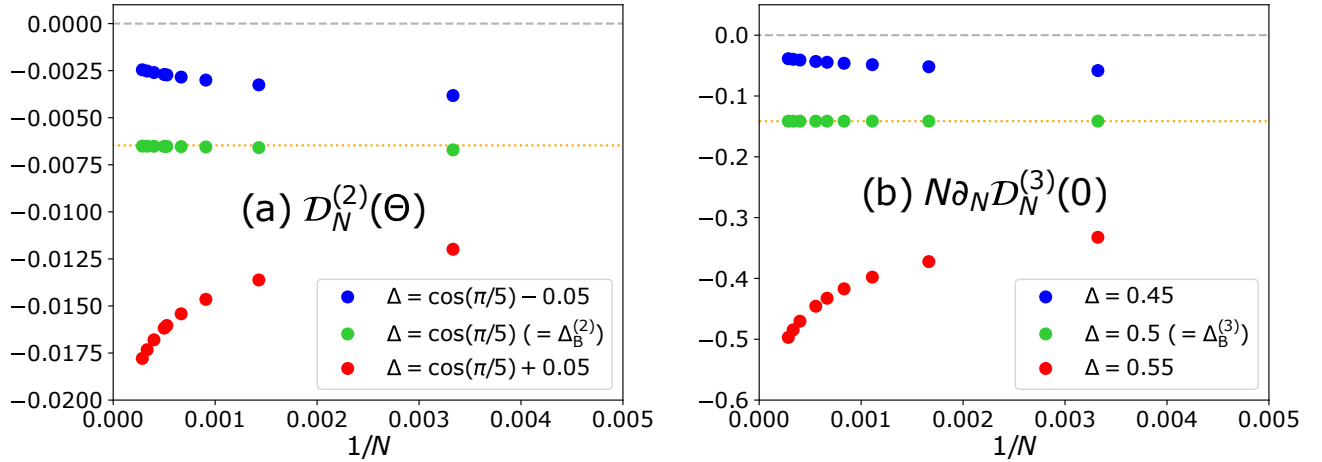 0.0000
−0.0025
−0.0050
−0.0075
−0.0100
−0.0125
−0.0150
−0.0175
−0.0200
(a) 𝒟_N^{(2)}(Θ)
Δ = cos(π/5) − 0.05
Δ = cos(π/5) ( = Δ_B^{(2)})
Δ = cos(π/5) + 0.05
0.000 0.001 0.002 0.003 0.004 0.005
1/N
0.0
−0.1
−0.2
−0.3
−0.4
−0.5
−0.6
(b) N∂_N 𝒟_N^{(3)}(0)
Δ = 0.45
Δ = 0.5 ( = Δ_B^{(3)})
Δ = 0.55
0.000 0.001 0.002 0.003 0.004 0.005
1/N